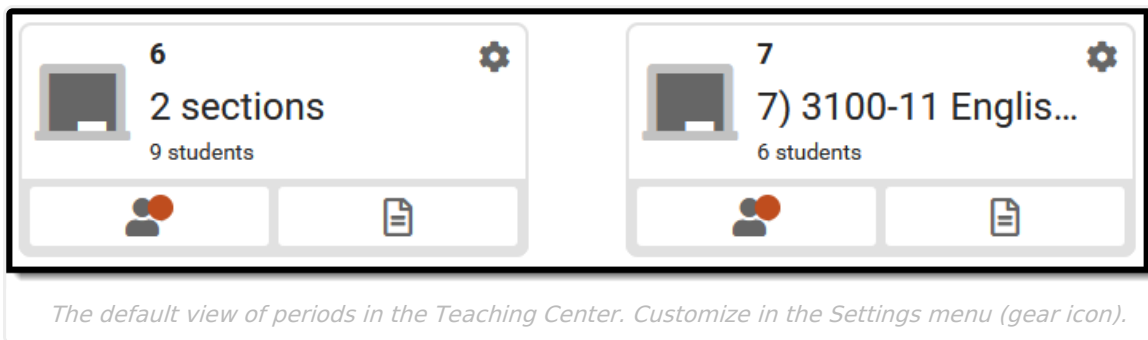 6
2 sections
9 students
7
7) 3100-11 Englis...
6 students
The default view of periods in the Teaching Center. Customize in the Settings menu (gear icon).